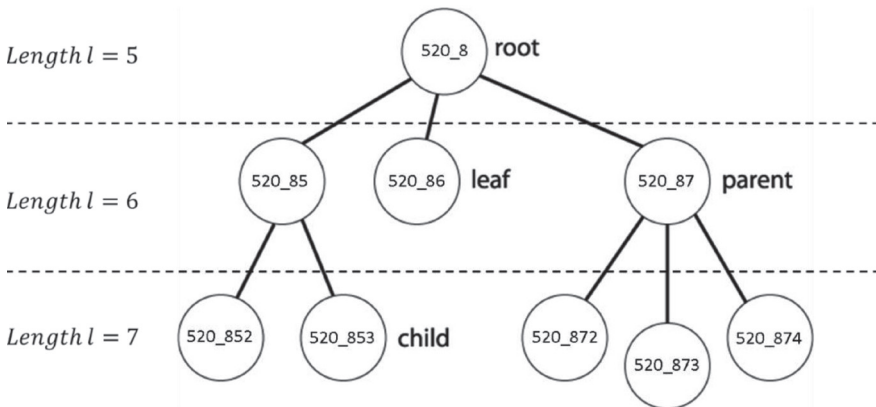 Length l = 5
520_8 root
Length l = 6
520_85 520_86 leaf 520_87 parent
Length l = 7
520_852 520_853 child 520_872 520_873 520_874